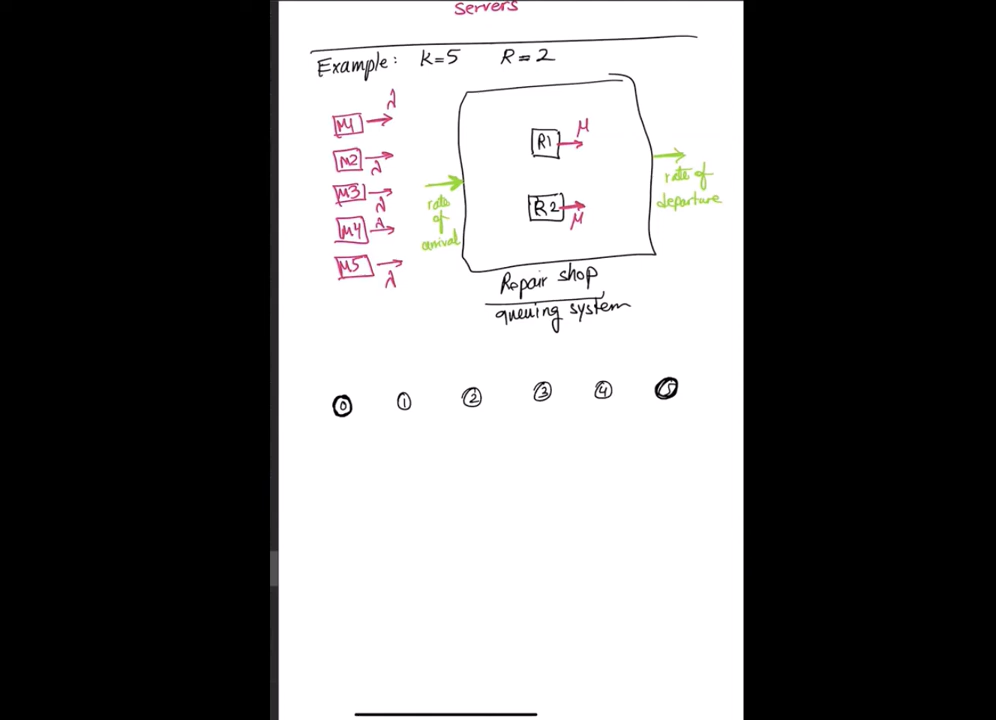 Servers
Example: K=5 R=2
M1 λ
M2 λ
M3 λ
M4 λ
M5 λ
rate
of
arrival
R1 μ
R2 μ
rate of
departure
Repair shop
queuing system
0 1 2 3 4 5